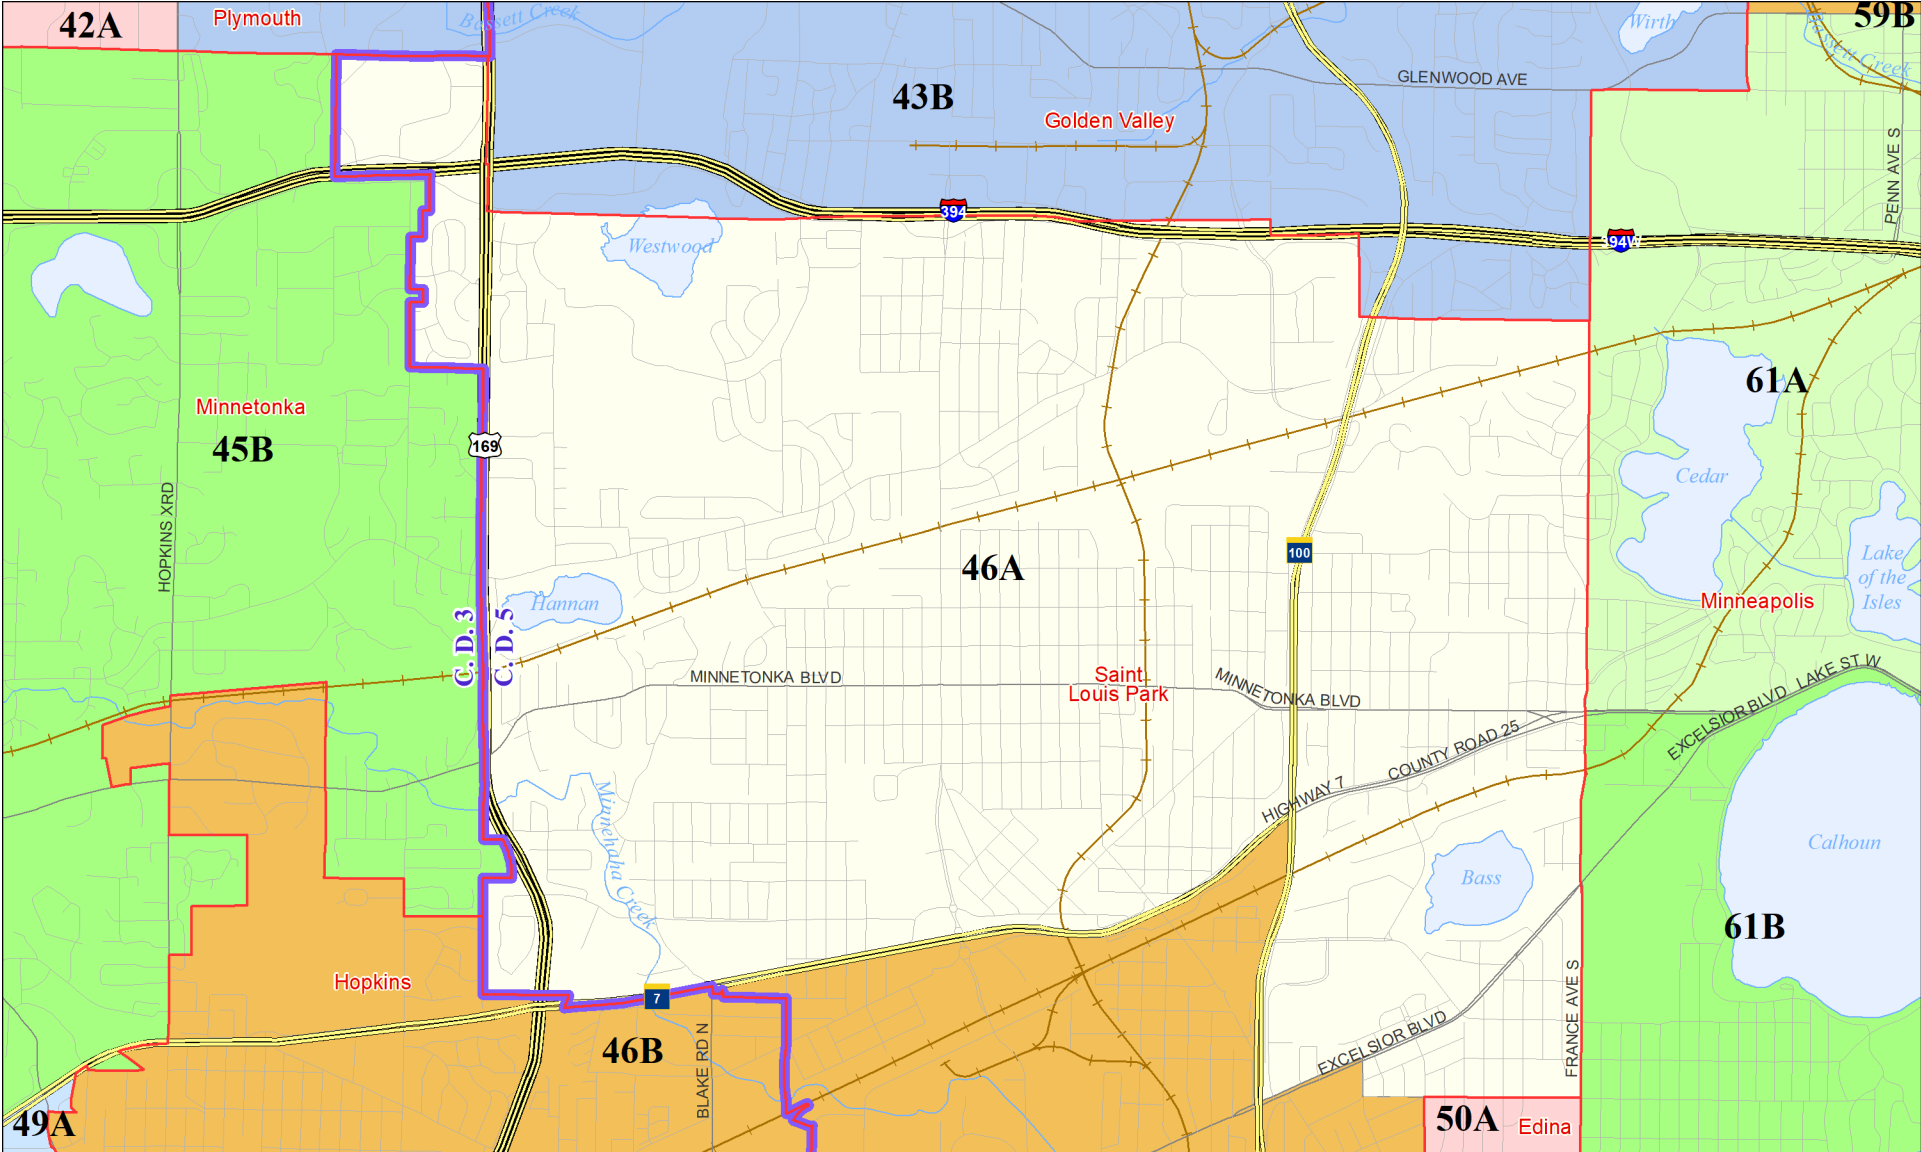 42A
Plymouth
Bassett Creek
Wirth
59B
Bassett Creek
43B
GLENWOOD AVE
Golden Valley
PENN AVE S
394
94W
Westwood
61A
Minnetonka
45B
169
Cedar
HOPKINS XRD
46A
100
Lake
of the
Isles
Hannan
Minneapolis
C. D. 3
C. D. 5
MINNETONKA BLVD
Saint
Louis Park
MINNETONKA BLVD
LAKE ST W
EXCELSIOR BLVD
COUNTY ROAD 25
HIGHWAY 7
Minnehaha Creek
Calhoun
Bass
61B
Hopkins
7
FRANCE AVE S
46B
BLAKE RD N
EXCELSIOR BLVD
49A
50A
Edina